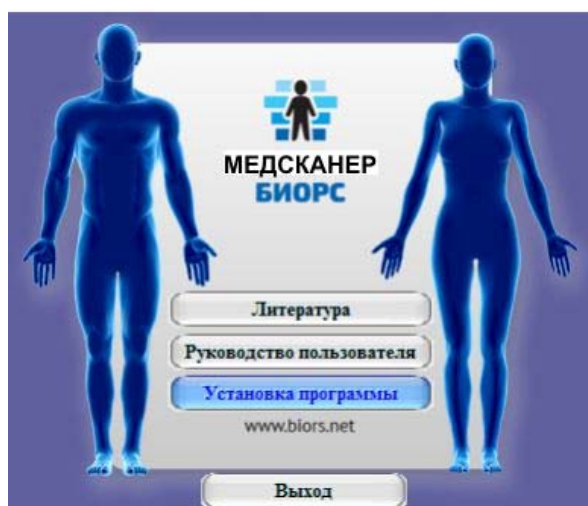 МЕДСКАНЕР
БИОРС
Литература
Руководство пользователя
Установка программы
www.biors.net
Выход